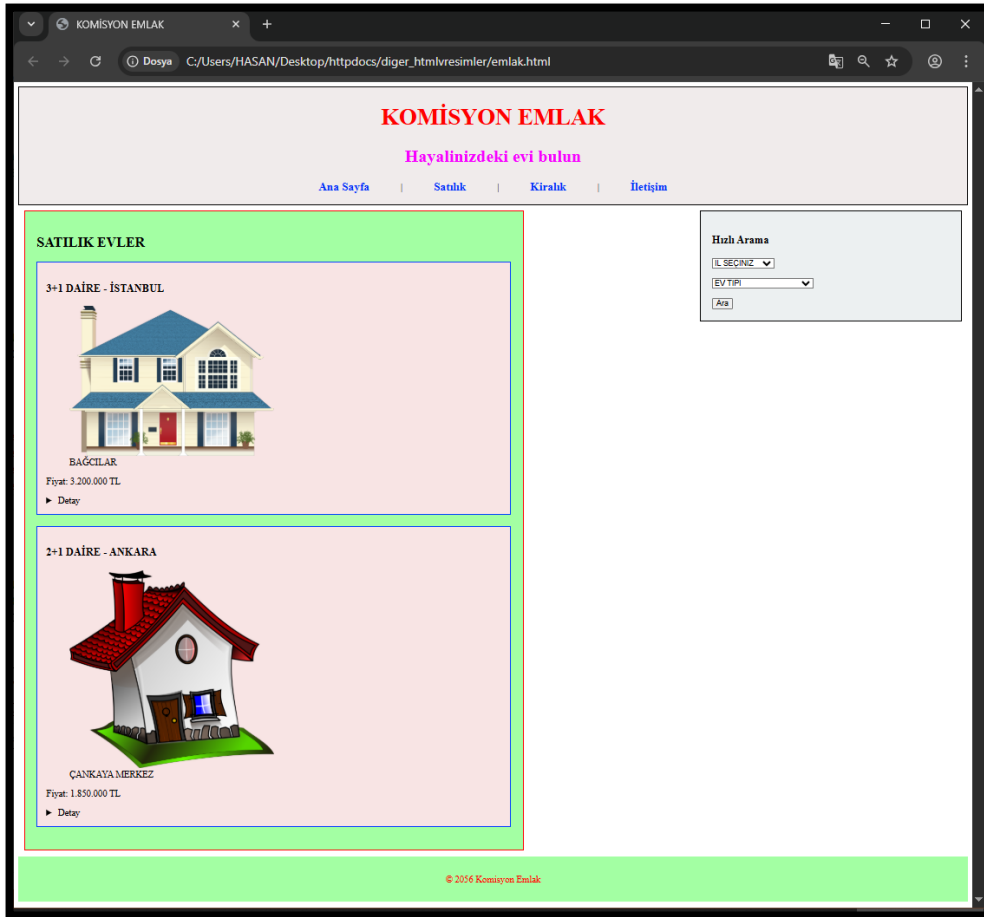 KOMİSYON EMLAK
Dosya C:/Users/HASAN/Desktop/httpdocs/diger_htmlvresimler/emlak.html
KOMİSYON EMLAK
Hayalinizdeki evi bulun
Ana Sayfa | Satılık | Kiralık | İletişim
SATILIK EVLER
3+1 DAİRE - İSTANBUL
BAĞCILAR
Fiyat: 3.200.000 TL
Detay
2+1 DAİRE - ANKARA
ÇANKAYA MERKEZ
Fiyat: 1.850.000 TL
Detay
Hızlı Arama
IL SEÇINIZ
EV TIPI
Ara
© 2056 Komisyon Emlak